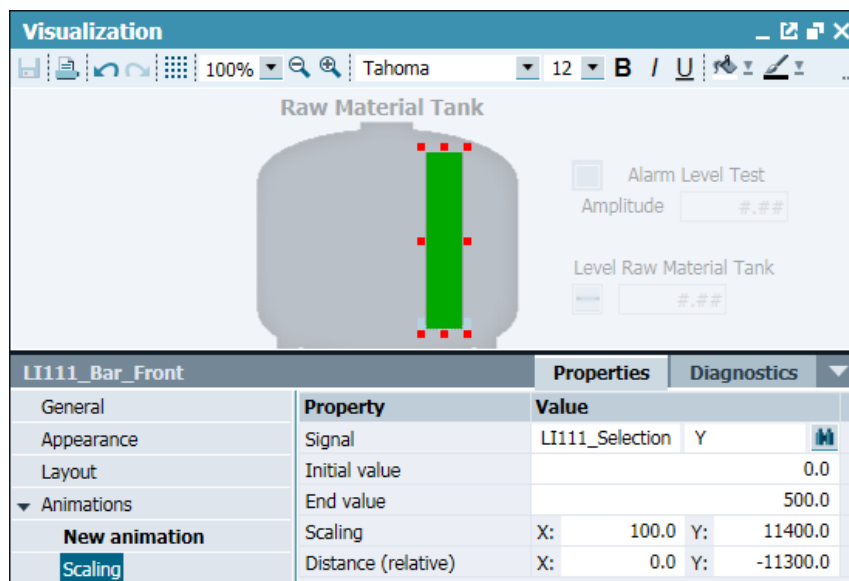 Visualization
100% Tahoma 12 B I U
Raw Material Tank
Alarm Level Test
Amplitude #.##
Level Raw Material Tank
#.##
LI111_Bar_Front Properties Diagnostics
General Property Value
Appearance Signal LI111_Selection Y
Layout Initial value 0.0
Animations End value 500.0
New animation Scaling X: 100.0 Y: 11400.0
Scaling Distance (relative) X: 0.0 Y: -11300.0